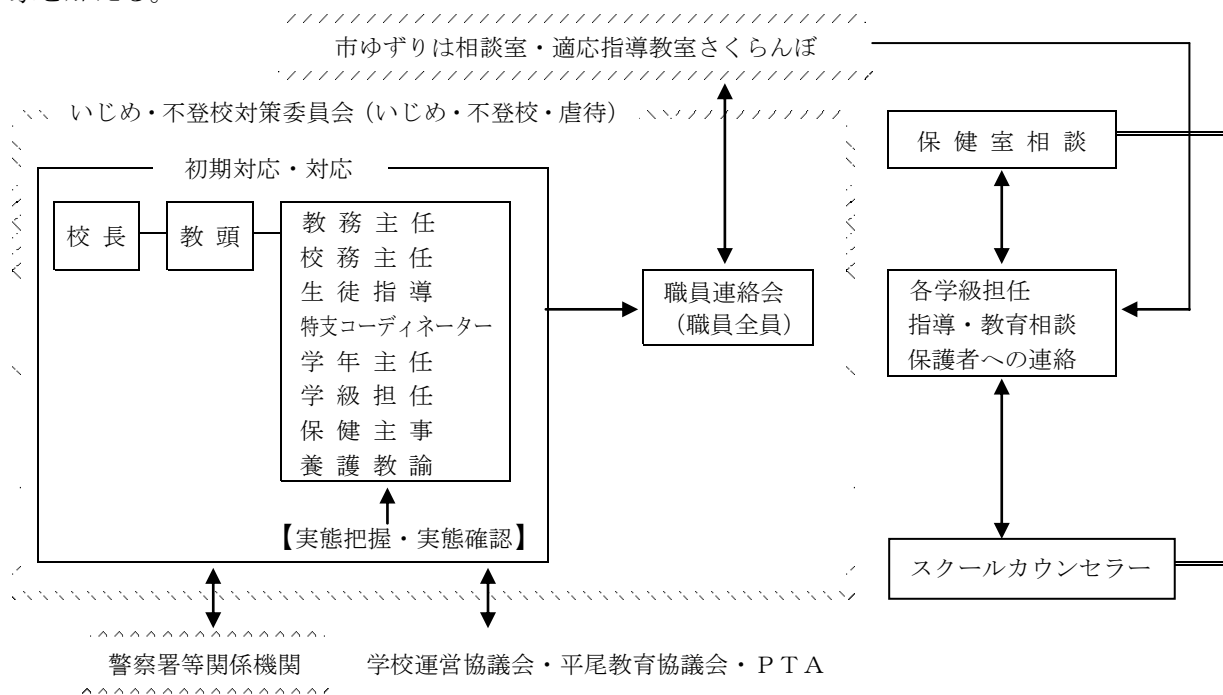 市ゆずりは相談室・適応指導教室さくらんぼ
いじめ・不登校対策委員会（いじめ・不登校・虐待）
初期対応・対応
校長
教頭
教務主任
校務主任
生徒指導
特支コーディネーター
学年主任
学級担任
保健主事
養護教諭
【実態把握・実態確認】
職員連絡会
（職員全員）
保健室相談
各学級担任
指導・教育相談
保護者への連絡
スクールカウンセラー
警察署等関係機関
学校運営協議会・平尾教育協議会・ＰＴＡ